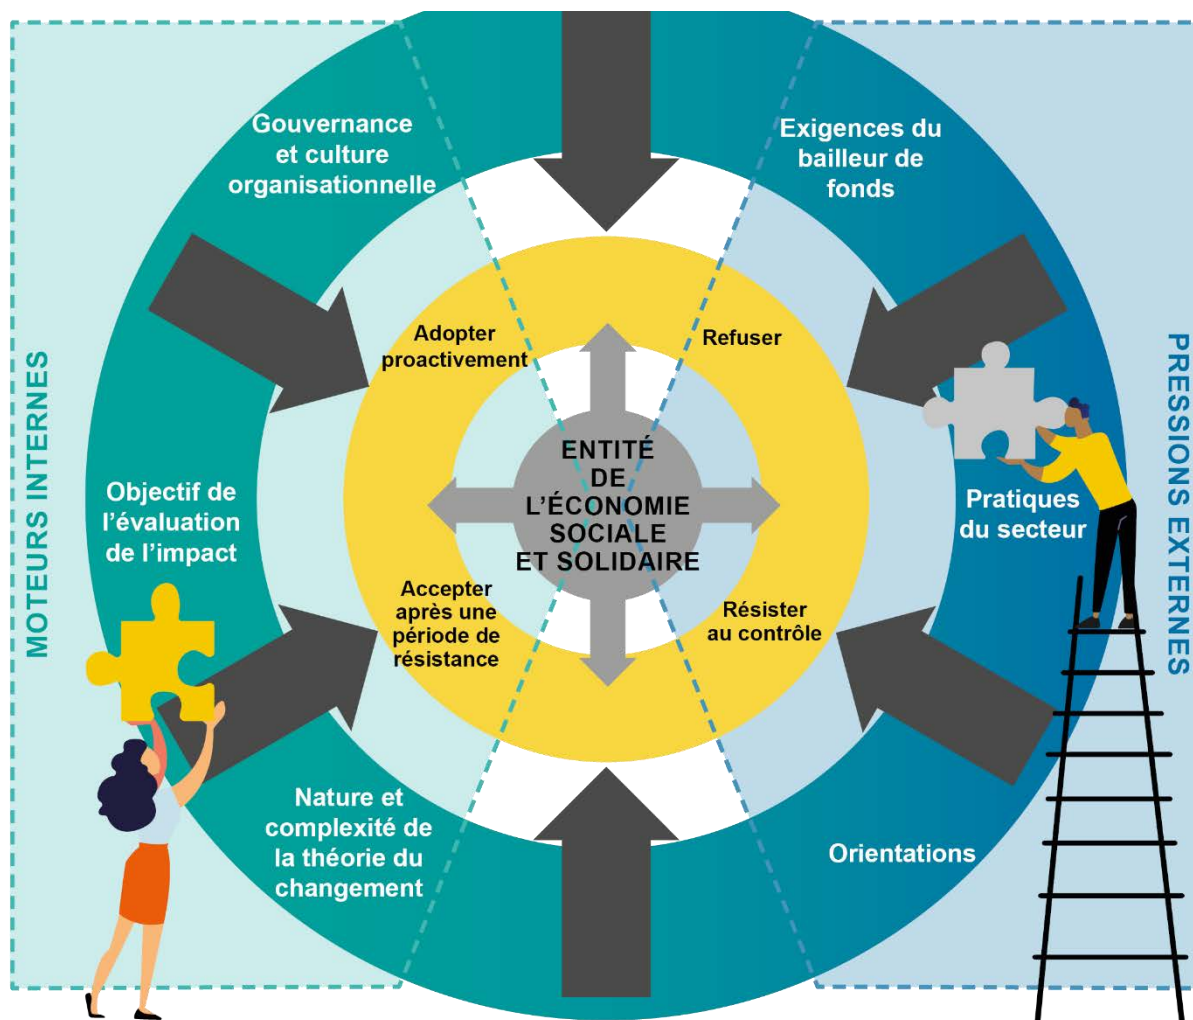 MOTEURS INTERNES
Gouvernance
et culture
organisationnelle
Objectif de
l’évaluation
de l’impact
Nature et
complexité de
la théorie du
changement
Adopter
proactivement
Accepter
après une
période de
résistance
ENTITÉ
DE
L’ÉCONOMIE
SOCIALE
ET SOLIDAIRE
Refuser
Résister
au contrôle
Exigences du
bailleur de
fonds
Pratiques
du secteur
Orientations
PRESSIONS EXTERNES